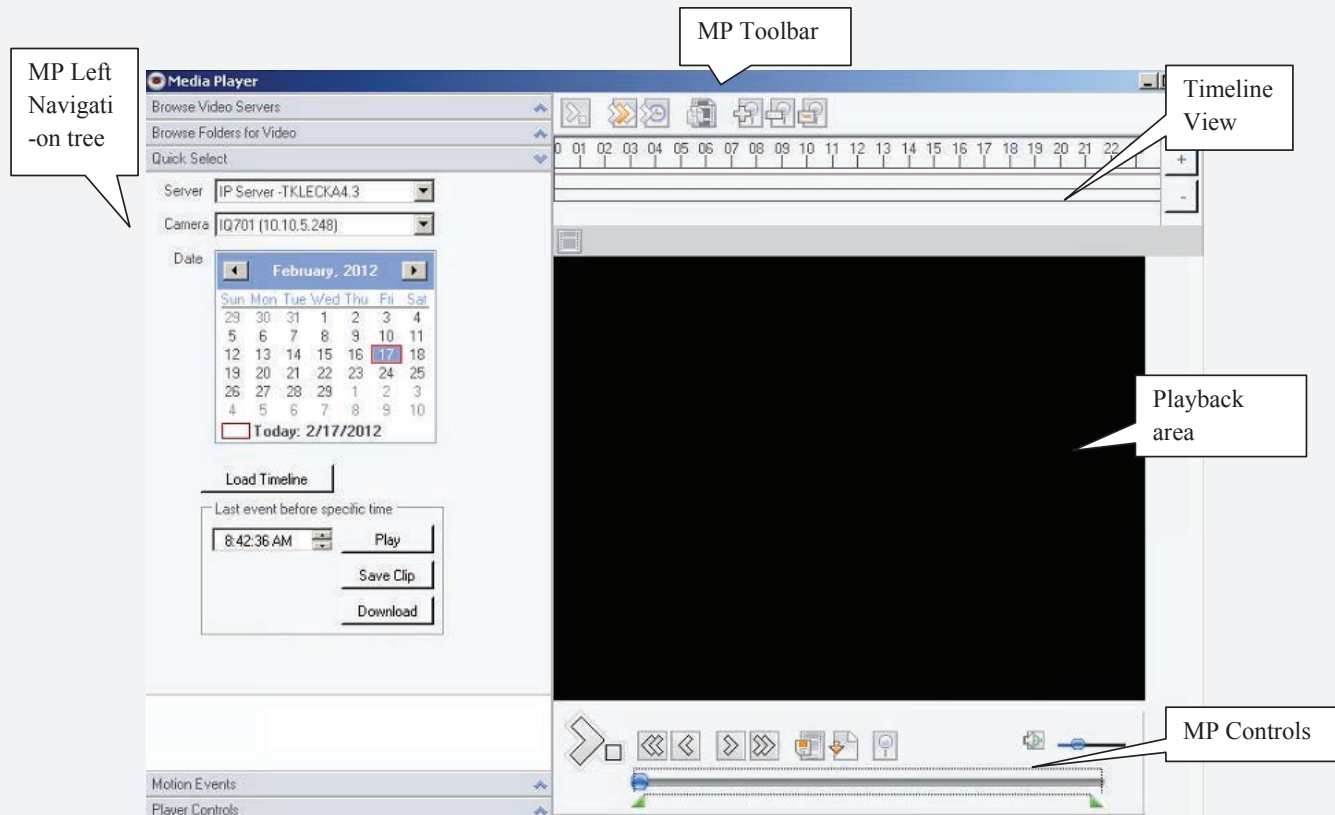 MP Toolbar
MP Left
Navigati
-on tree
Media Player
Timeline
View
Browse Video Servers
Browse Folders for Video
Quick Select
0 01 02 03 04 05 06 07 08 09 10 11 12 13 14 15 16 17 18 19 20 21 22
+
-
Server IP Server -TKLECKA4.3
Camera IQ701 (10.10.5.248)
Date
February, 2012
Sun Mon Tue Wed Thu Fri Sat
29 30 31 1 2 3 4
5 6 7 8 9 10 11
12 13 14 15 16 17 18
19 20 21 22 23 24 25
26 27 28 29 1 2 3
4 5 6 7 8 9 10
Today: 2/17/2012
Playback
area
Load Timeline
Last event before specific time
8:42:36 AM
Play
Save Clip
Download
MP Controls
Motion Events
Player Controls